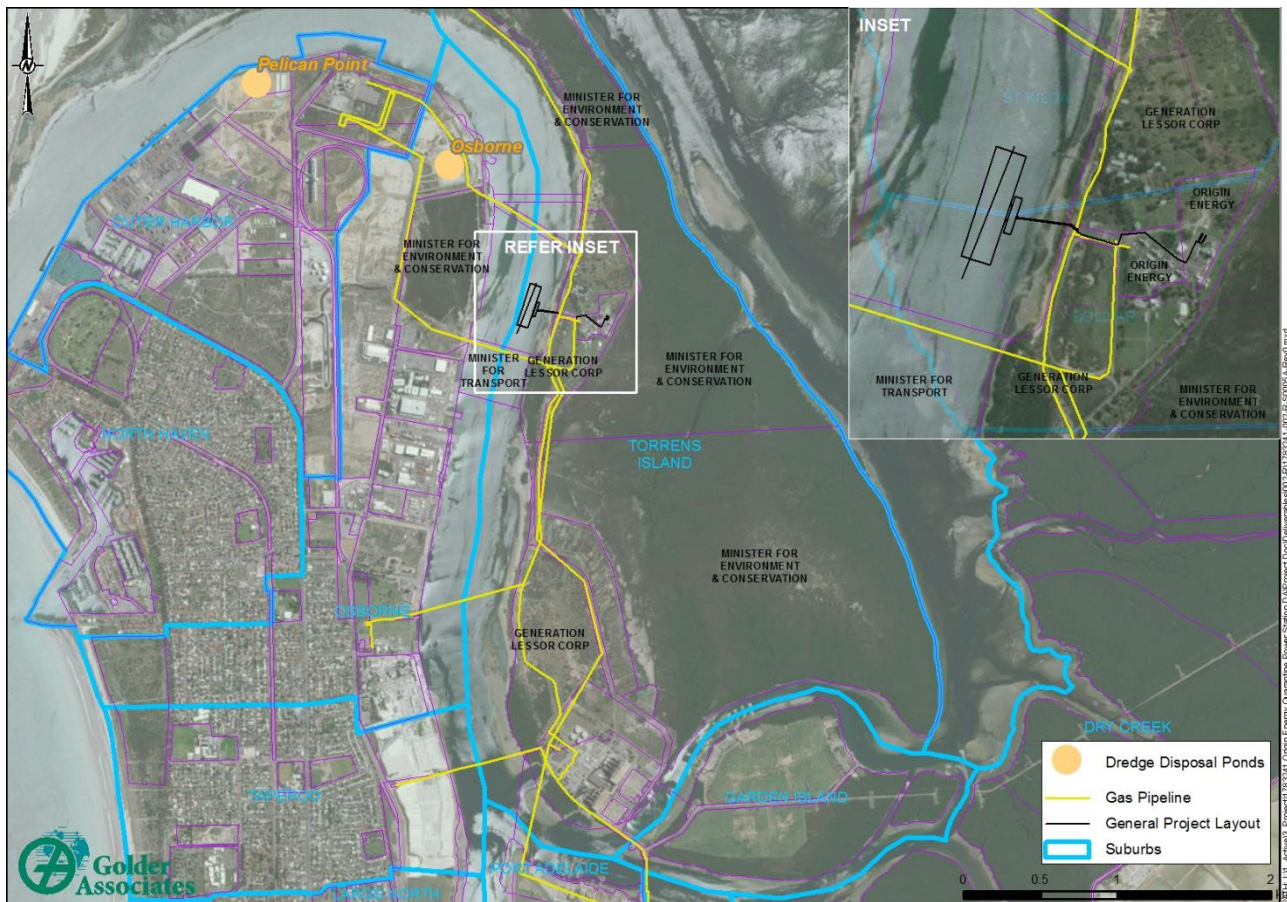 N
Pelican Point
Osborne
MINISTER FOR
ENVIRONMENT
& CONSERVATION
OUTER HARBOR
MINISTER FOR
ENVIRONMENT
& CONSERVATION
REFER INSET
MINISTER
FOR
TRANSPORT
GENERATION
LESSOR CORP
MINISTER FOR
ENVIRONMENT
& CONSERVATION
NORTH HAVEN
TORRENS
ISLAND
MINISTER FOR
ENVIRONMENT
& CONSERVATION
OSBORNE
GENERATION
LESSOR CORP
TAPEROO
GARDEN ISLAND
DRY CREEK
PORT ADELAIDE
LARGS NORTH
Golder
Associates
INSET
ST KILDA
GENERATION
LESSOR CORP
ORIGIN
ENERGY
ORIGIN
ENERGY
BOLIVAR
MINISTER FOR
TRANSPORT
GENERATION
LESSOR CORP
MINISTER FOR
ENVIRONMENT
& CONSERVATION
Dredge Disposal Ponds
Gas Pipeline
General Project Layout
Suburbs
0 0.5 1 2